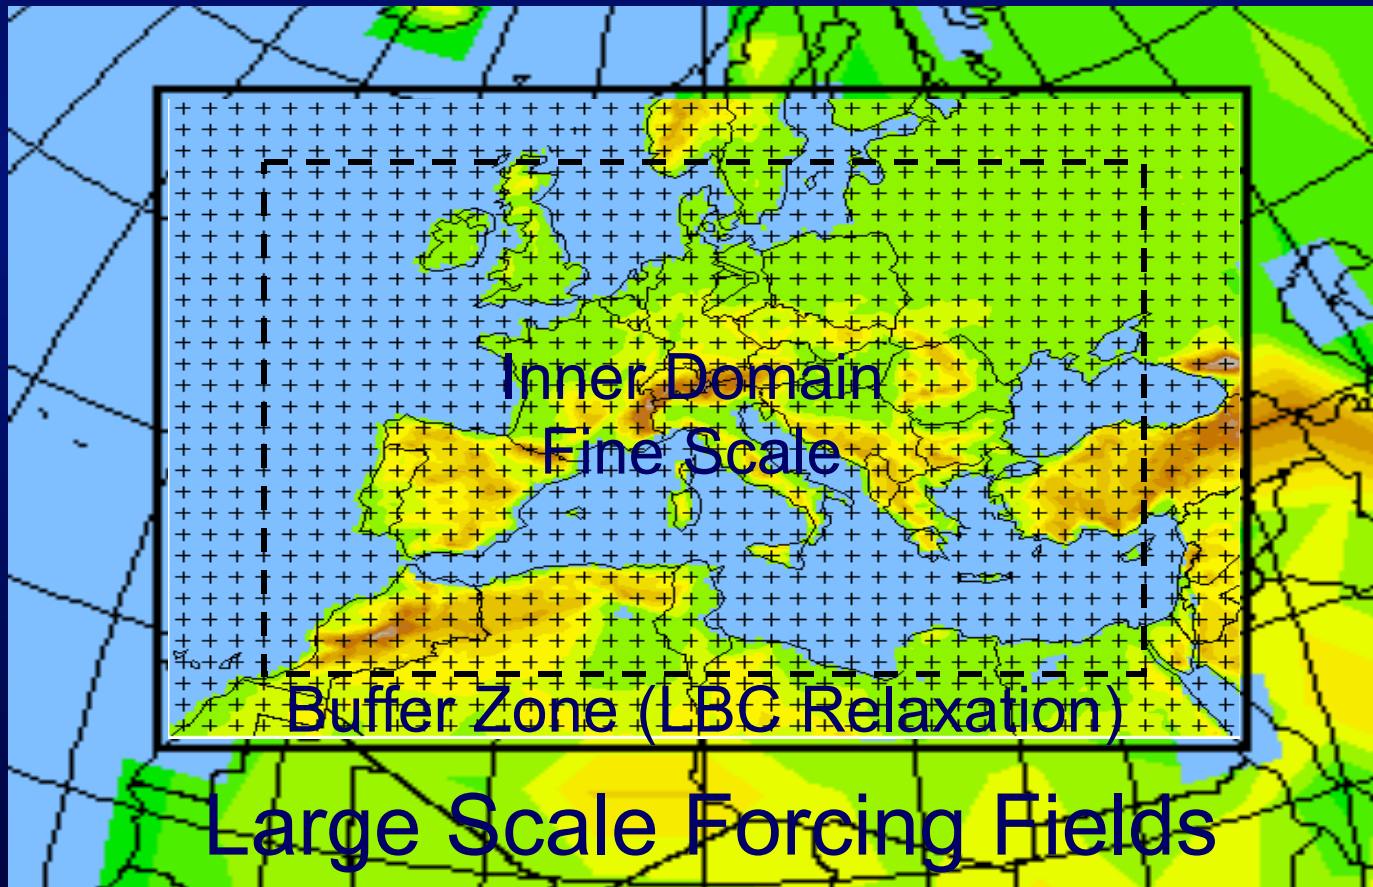 Inner Domain
Fine Scale
Buffer Zone (LBC Relaxation)
Large Scale Forcing Fields